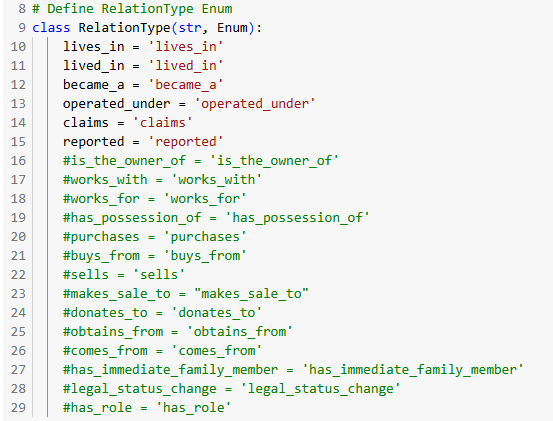 8 # Define RelationType Enum
9 class RelationType(str, Enum):
10 lives_in = 'lives_in'
11 lived_in = 'lived_in'
12 became_a = 'became_a'
13 operated_under = 'operated_under'
14 claims = 'claims'
15 reported = 'reported'
16 #is_the_owner_of = 'is_the_owner_of'
17 #works_with = 'works_with'
18 #works_for = 'works_for'
19 #has_possession_of = 'has_possession_of'
20 #purchases = 'purchases'
21 #buys_from = 'buys_from'
22 #sells = 'sells'
23 #makes_sale_to = "makes_sale_to"
24 #donates_to = 'donates_to'
25 #obtains_from = 'obtains_from'
26 #comes_from = 'comes_from'
27 #has_immediate_family_member = 'has_immediate_family_member'
28 #legal_status_change = 'legal_status_change'
29 #has_role = 'has_role'